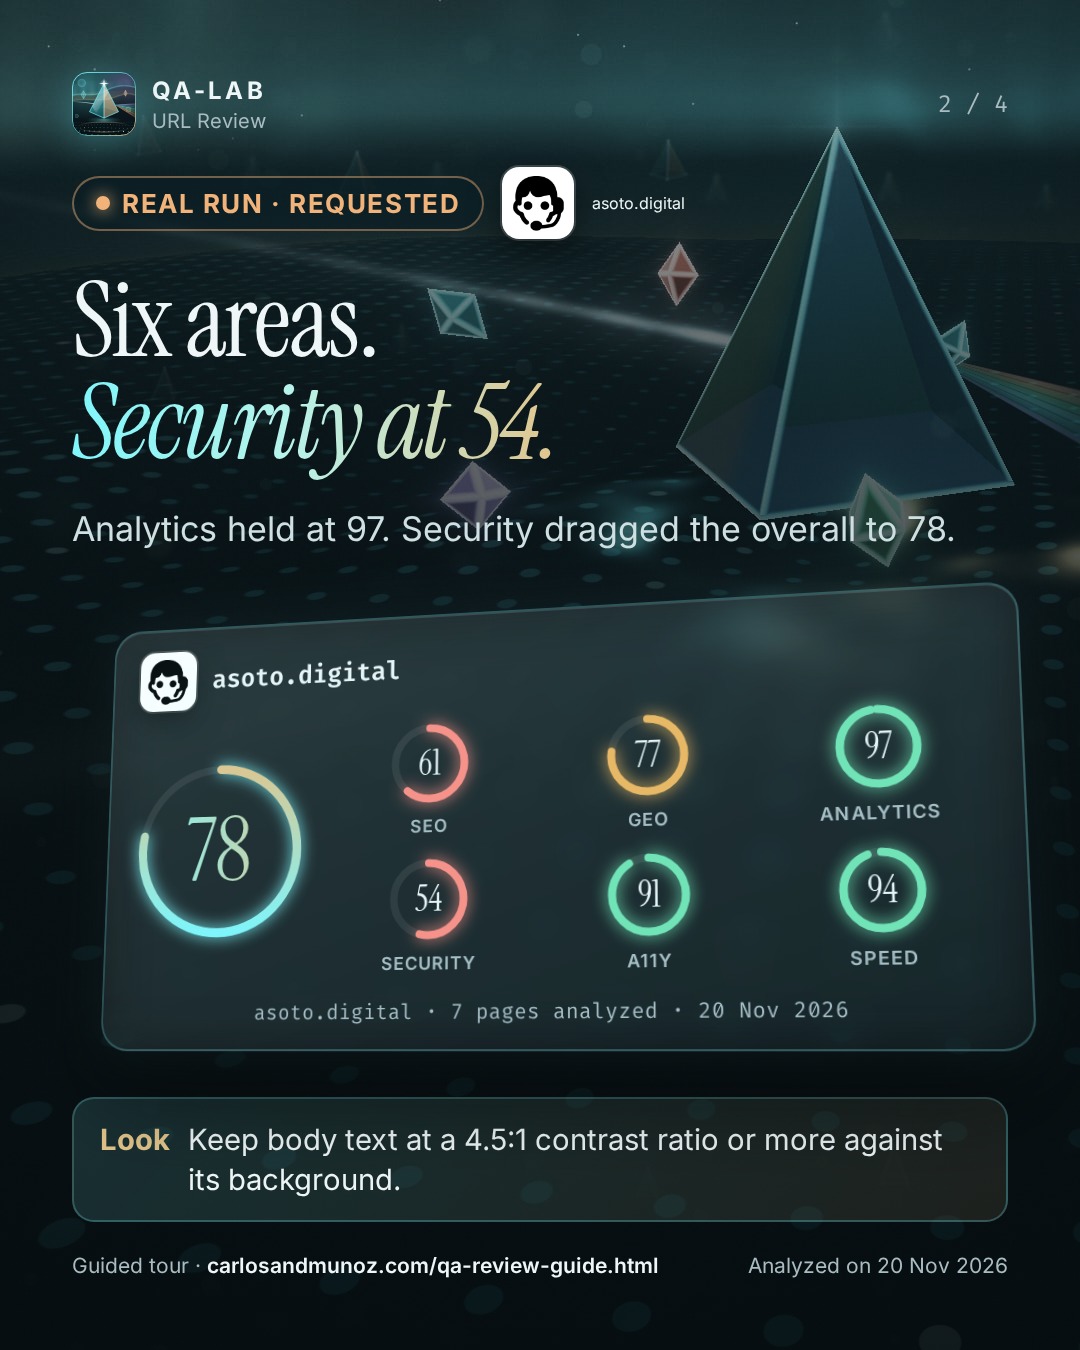 QA-LAB
URL Review
2 / 4
REAL RUN · REQUESTED
asoto.digital
Six areas.
Security at 54.
Analytics held at 97. Security dragged the overall to 78.
asoto.digital
78
61
SEO
77
GEO
97
ANALYTICS
54
SECURITY
91
A11Y
94
SPEED
asoto.digital · 7 pages analyzed · 20 Nov 2026
Look Keep body text at a 4.5:1 contrast ratio or more against
its background.
Guided tour · carlosandmunoz.com/qa-review-guide.html
Analyzed on 20 Nov 2026